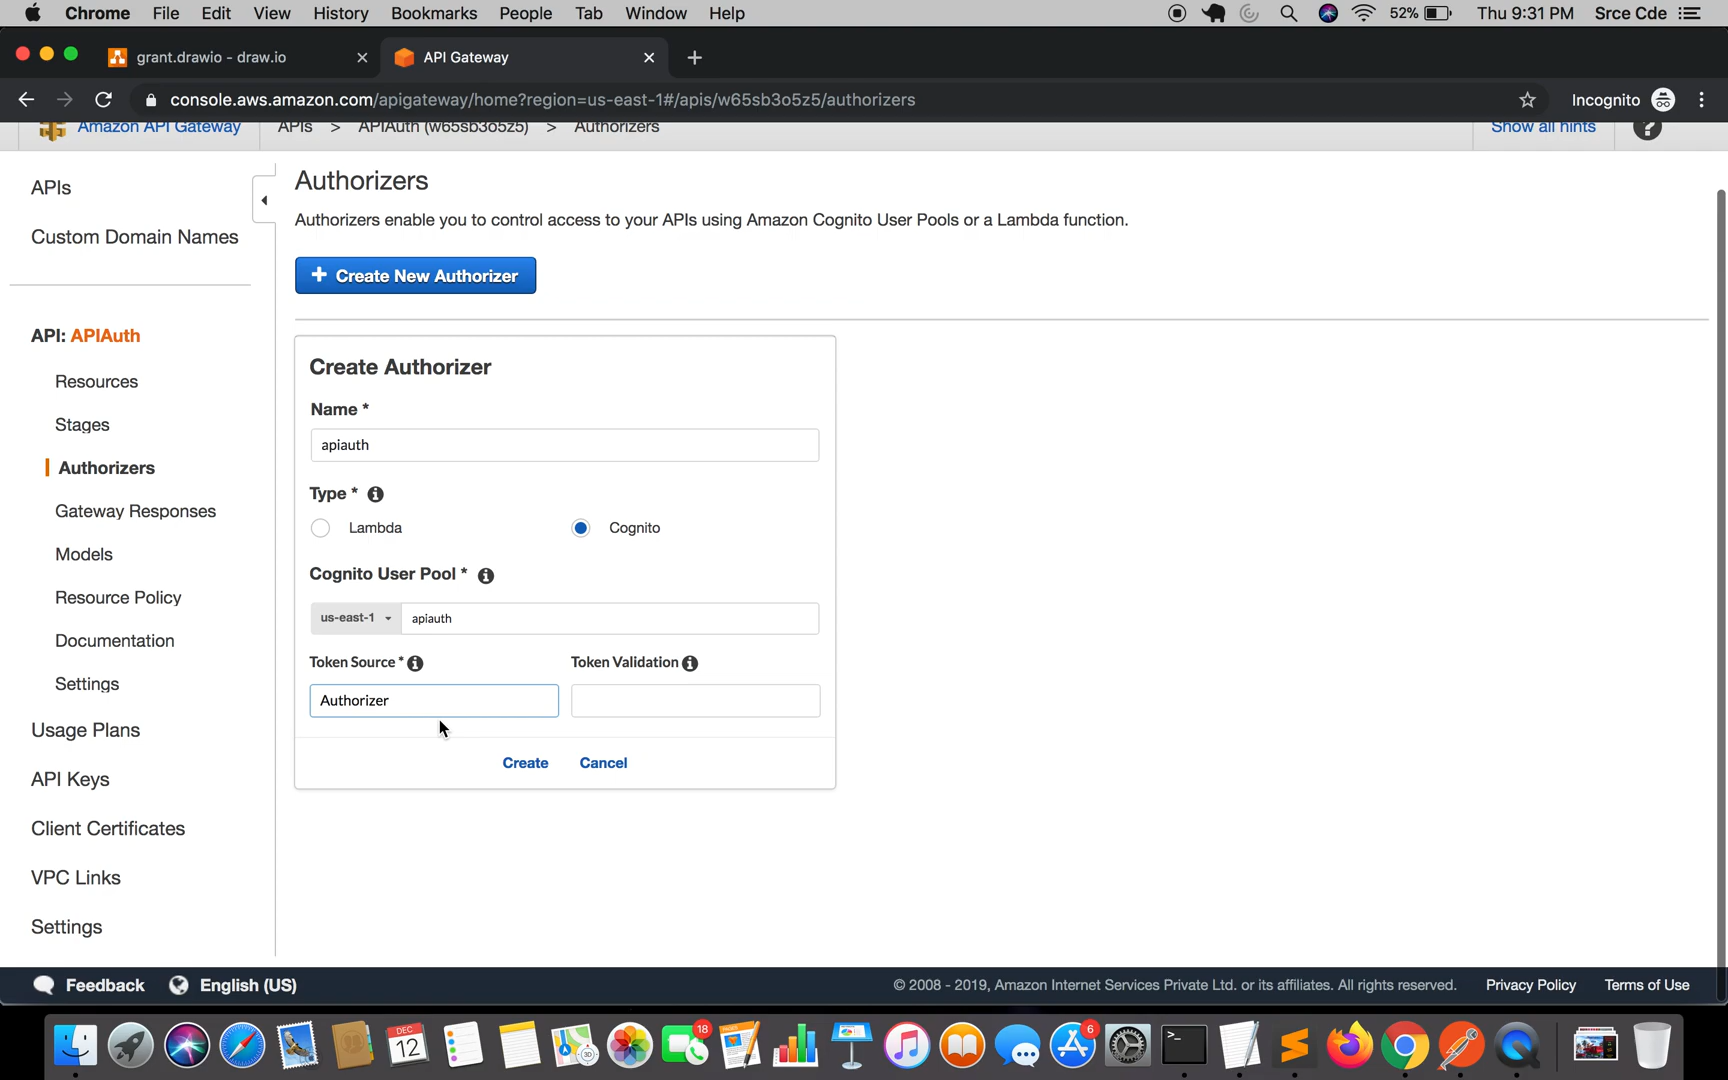 Chrome File Edit View History Bookmarks People Tab Window Help 52% Thu 9:31 PM Srce Cde
grant.drawio - draw.io API Gateway
console.aws.amazon.com/apigateway/home?region=us-east-1#/apis/w65sb3o5z5/authorizers Incognito
Amazon API Gateway APIs > APIAuth (w65sb3o5z5) > Authorizers Show all hints ?
APIs
Custom Domain Names
API: APIAuth
Resources
Stages
Authorizers
Gateway Responses
Models
Resource Policy
Documentation
Settings
Usage Plans
API Keys
Client Certificates
VPC Links
Settings
Authorizers
Authorizers enable you to control access to your APIs using Amazon Cognito User Pools or a Lambda function.
+ Create New Authorizer
Create Authorizer
Name *
apiauth
Type *
Lambda Cognito
Cognito User Pool *
us-east-1 apiauth
Token Source * Token Validation
Authorizer
Create Cancel
Feedback English (US) © 2008 - 2019, Amazon Internet Services Private Ltd. or its affiliates. All rights reserved. Privacy Policy Terms of Use
DEC 12 18 6